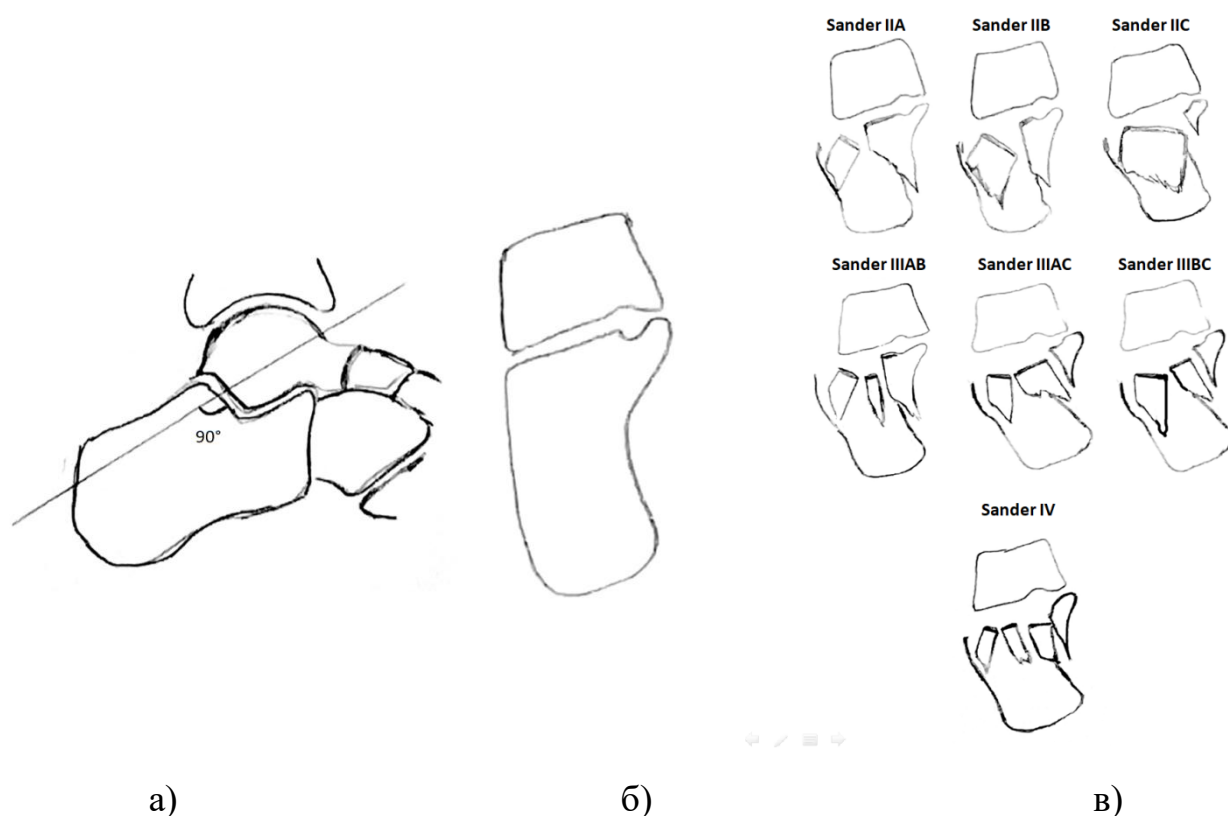 Sander IIA Sander IIB Sander IIC
Sander IIIAB Sander IIIAC Sander IIIBC
90°
Sander IV
а) б) в)